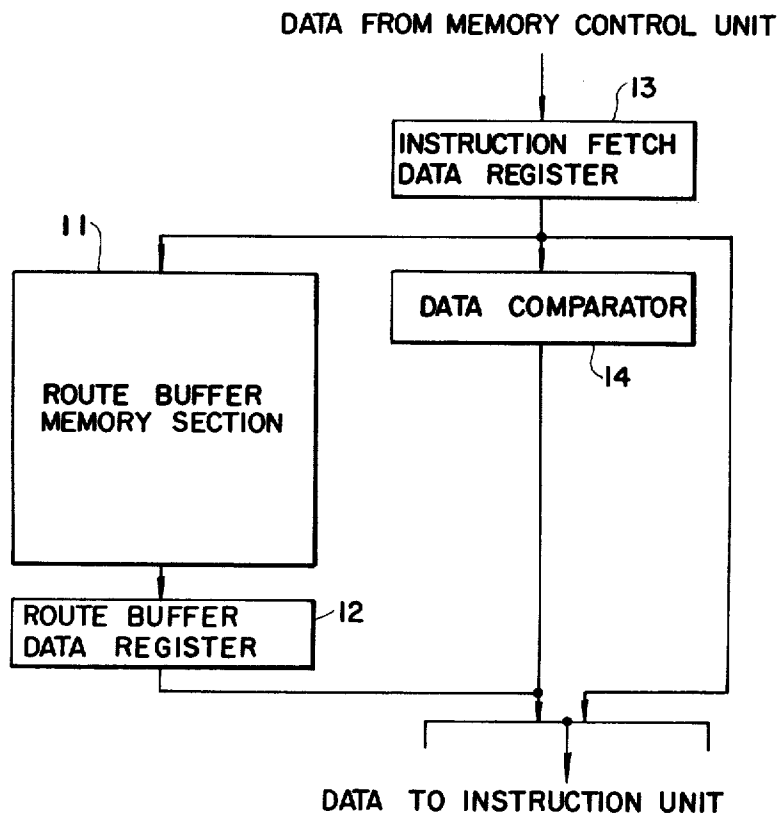 DATA FROM MEMORY CONTROL UNIT
13
INSTRUCTION FETCH
DATA REGISTER
11
DATA COMPARATOR
14
ROUTE BUFFER
MEMORY SECTION
ROUTE BUFFER
DATA REGISTER
12
DATA TO INSTRUCTION UNIT